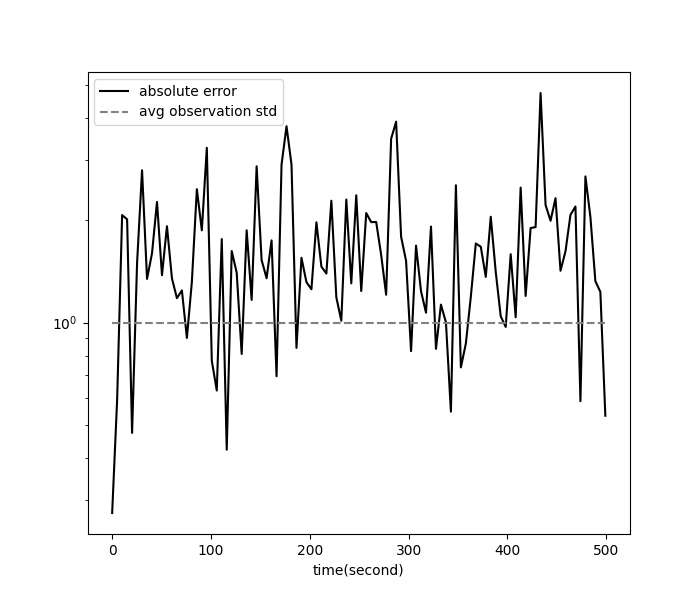 absolute error
avg observation std
10⁰
0 100 200 300 400 500
time(second)